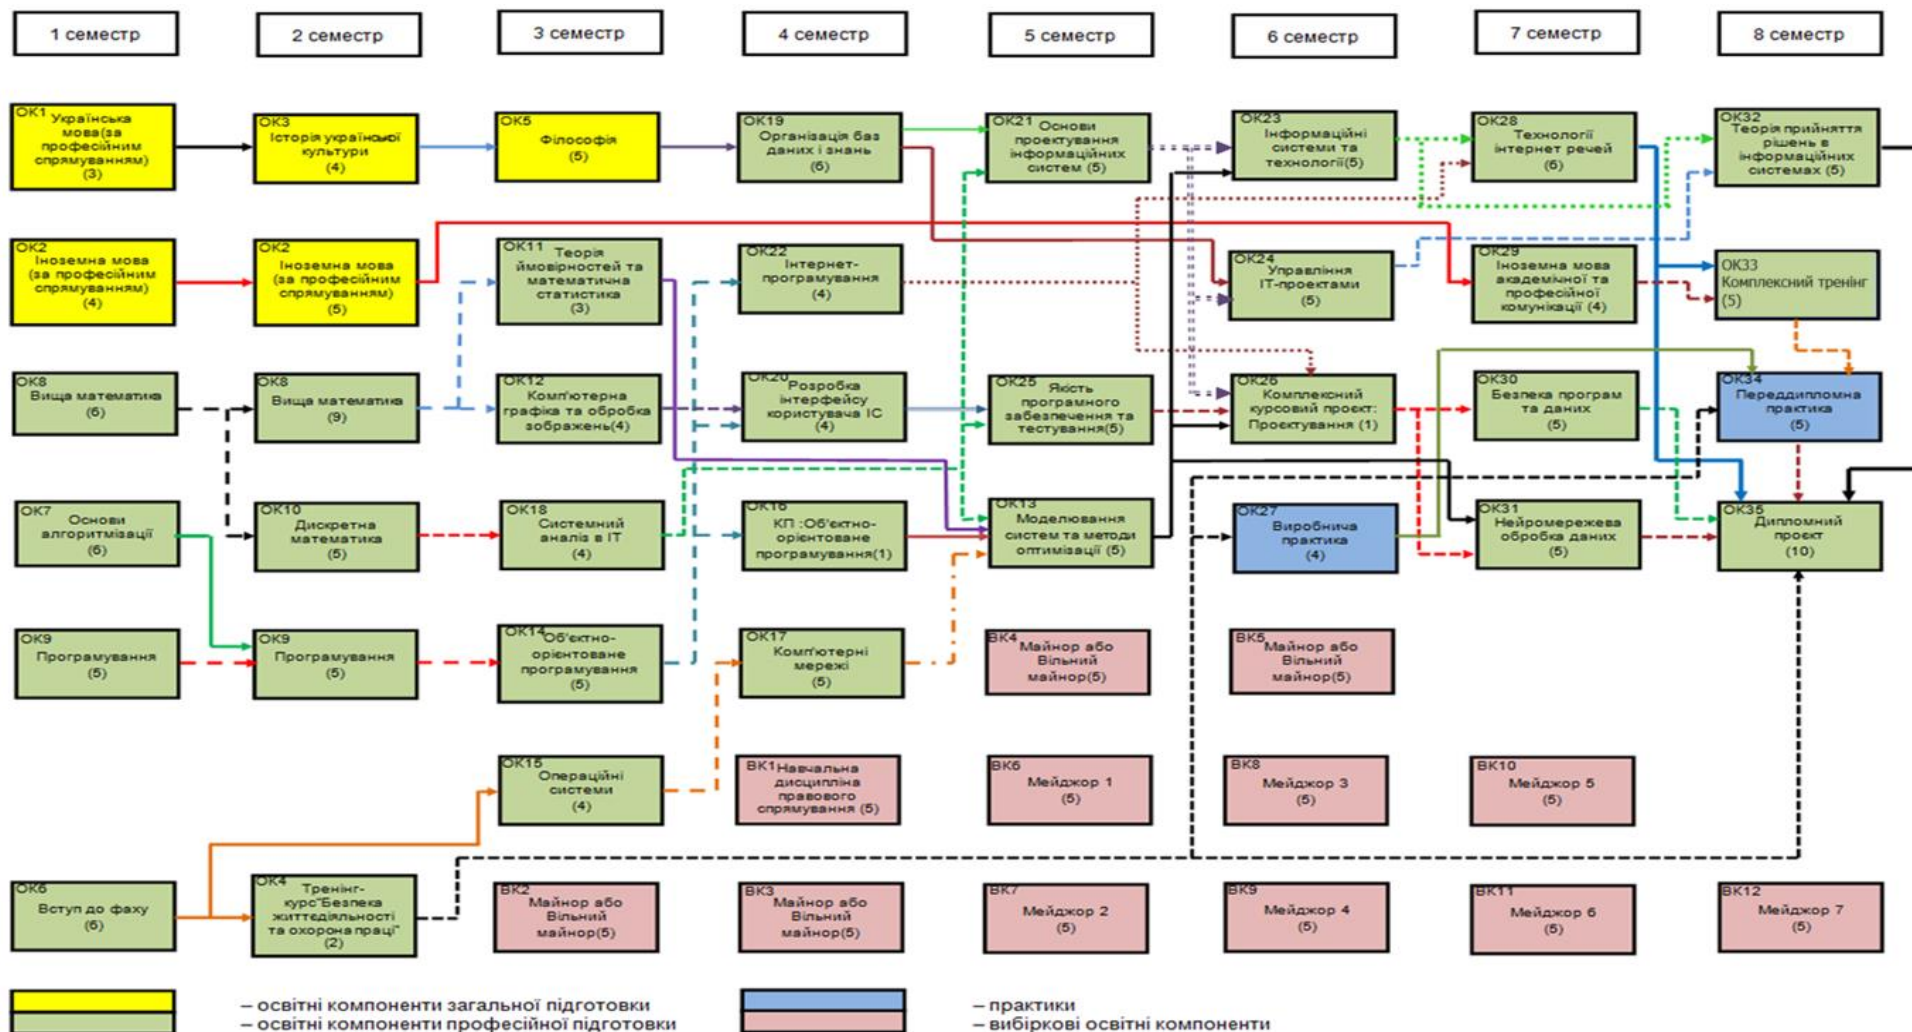 1 семестр
2 семестр
3 семестр
4 семестр
5 семестр
6 семестр
7 семестр
8 семестр
ОК1
Українська
мова(за
професійним
спрямуванням)
(3)
ОК3
Історія української
культури
(4)
ОК5
Філософія
(5)
ОК19
Організація баз
даних і знань
(6)
ОК21
Основи
проектування
інформаційних
систем (5)
ОК23
Інформаційні
системи та
технології(5)
ОК28
Технології
інтернет речей
(6)
ОК32
Теорія прийняття
рішень в
інформаційних
системах (5)
ОК2
Іноземна мова
(за професійним
спрямуванням)
(4)
ОК2
Іноземна мова
(за професійним
спрямуванням)
(5)
ОК11
Теорія
ймовірностей та
математична
статистика
(3)
ОК22
Інтернет-
програмування
(4)
ОК24
Управління
ІТ-проектами
(5)
ОК29
Іноземна мова
академічної та
професійної
комунікації (4)
ОК33
Комплексний тренінг
(5)
ОК8
Вища математика
(6)
ОК8
Вища математика
(9)
ОК12
Комп'ютерна
графіка та обробка
зображень(4)
ОК20
Розробка
інтерфейсу
користувача ІС
(4)
ОК25
Якість
програмного
забезпечення та
тестування(5)
ОК26
Комплексний
курсовий проєкт:
Проєктування (1)
ОК30
Безпека програм
та даних
(5)
ОК34
Переддипломна
практика
(5)
ОК7
Основи
алгоритмізації
(6)
ОК10
Дискретна
математика
(5)
ОК18
Системний
аналіз в ІТ
(4)
ОК16
КП :Об'єктно-
орієнтоване
програмування(1)
ОК13
Моделювання
систем та методи
оптимізації (5)
ОК27
Виробнича
практика
(4)
ОК31
Нейромережева
обробка даних
(5)
ОК35
Дипломний
проєкт
(10)
ОК9
Програмування
(5)
ОК9
Програмування
(5)
ОК14
Об'єктно-
орієнтоване
програмування
(5)
ОК17
Комп'ютерні
мережі
(5)
ВК4
Майнор або
Вільний
майнор(5)
ВК5
Майнор або
Вільний
майнор(5)
ОК15
Операційні
системи
(4)
ВК1
Навчальна
дисципліна
правового
спрямування (5)
ВК6
Мейджор 1
(5)
ВК8
Мейджор 3
(5)
ВК10
Мейджор 5
(5)
ОК6
Вступ до фаху
(6)
ОК4
Тренінг-
курс"Безпека
життєдіяльності
та охорона праці"
(2)
ВК2
Майнор або
Вільний
майнор(5)
ВК3
Майнор або
Вільний
майнор(5)
ВК7
Мейджор 2
(5)
ВК9
Мейджор 4
(5)
ВК11
Мейджор 6
(5)
ВК12
Мейджор 7
(5)
– освітні компоненти загальної підготовки
– практики
– освітні компоненти професійної підготовки
– вибіркові освітні компоненти